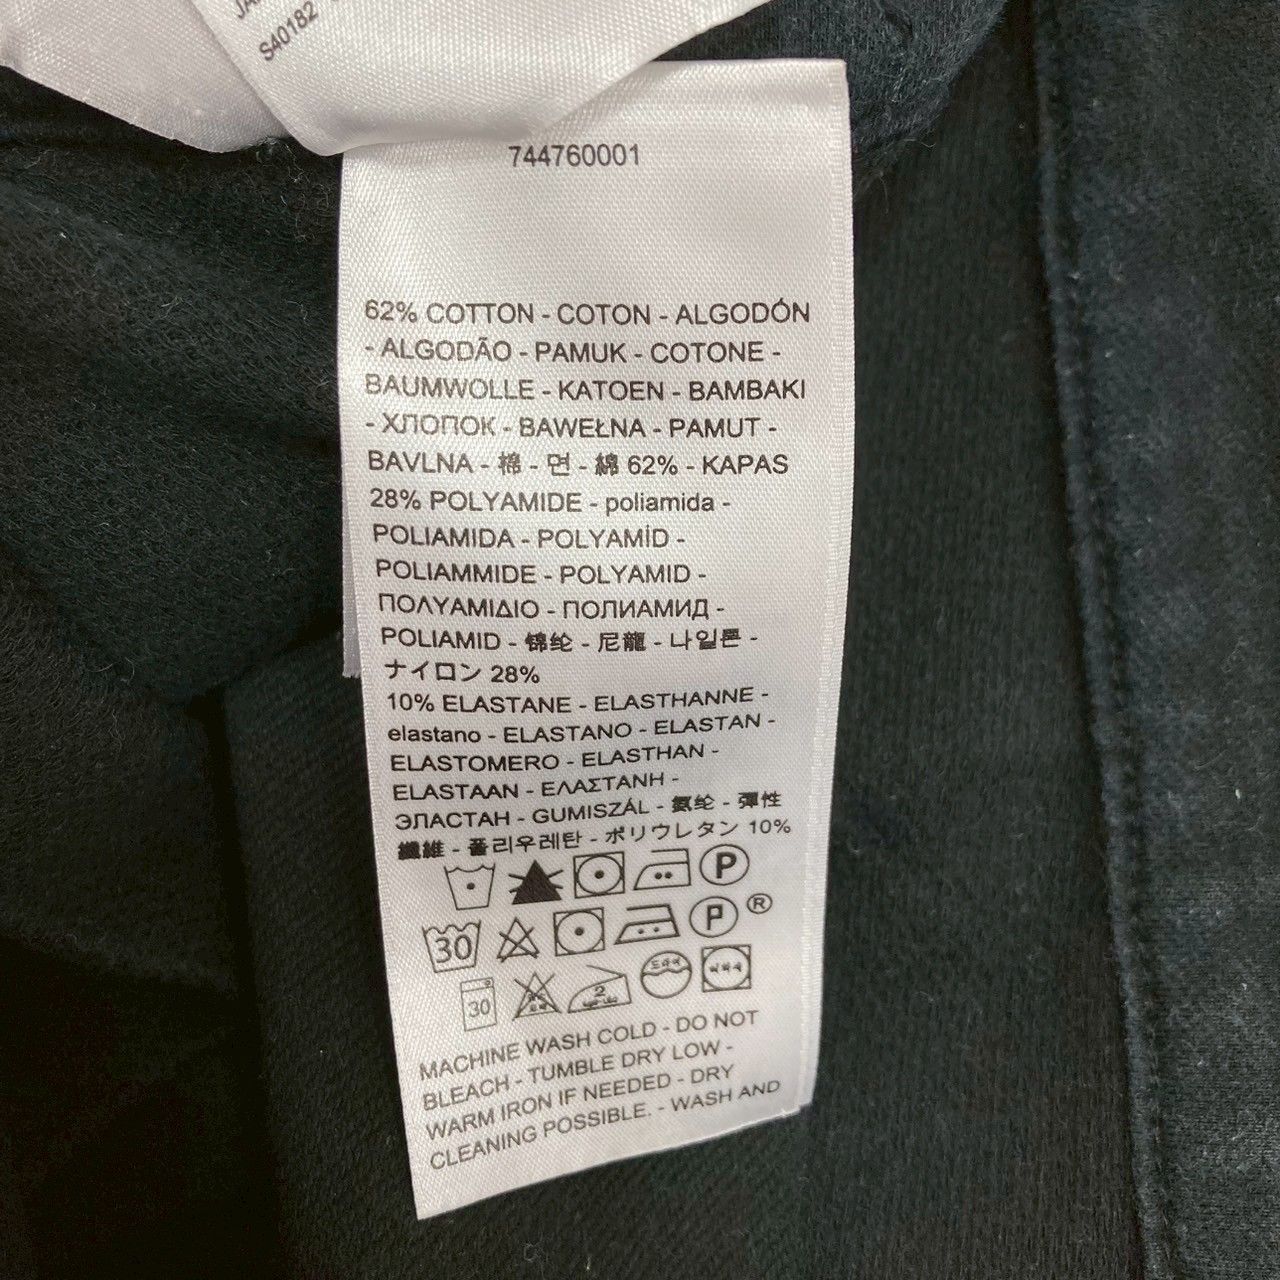 S40182
744760001
62% COTTON - COTON - ALGODÓN
- ALGODÃO - PAMUK - COTONE -
BAUMWOLLE - KATOEN - BAMBAKI
- ХЛОПОК - BAWEŁNA - PAMUT -
BAVLNA - 棉 - 면 - 綿 62% - KAPAS
28% POLYAMIDE - poliamida -
POLIAMIDA - POLYAMİD -
POLIAMMIDE - POLYAMID -
ΠΟΛΥΑΜΙΔΙΟ - ПОЛИАМИД -
POLIAMID - 锦纶 - 尼龍 - 나일론 -
ナイロン 28%
10% ELASTANE - ELASTHANNE -
elastano - ELASTANO - ELASTAN -
ELASTOMERO - ELASTHAN -
ELASTAAN - ΕΛΑΣΤΑΝΗ -
ЭЛАСТАН - GUMISZÁL - 氨纶 - 彈性
纖維 - 폴리우레탄 - ポリウレタン 10%
P
30 P ®
30 2
MACHINE WASH COLD - DO NOT
BLEACH - TUMBLE DRY LOW -
WARM IRON IF NEEDED - DRY
CLEANING POSSIBLE. - WASH AND